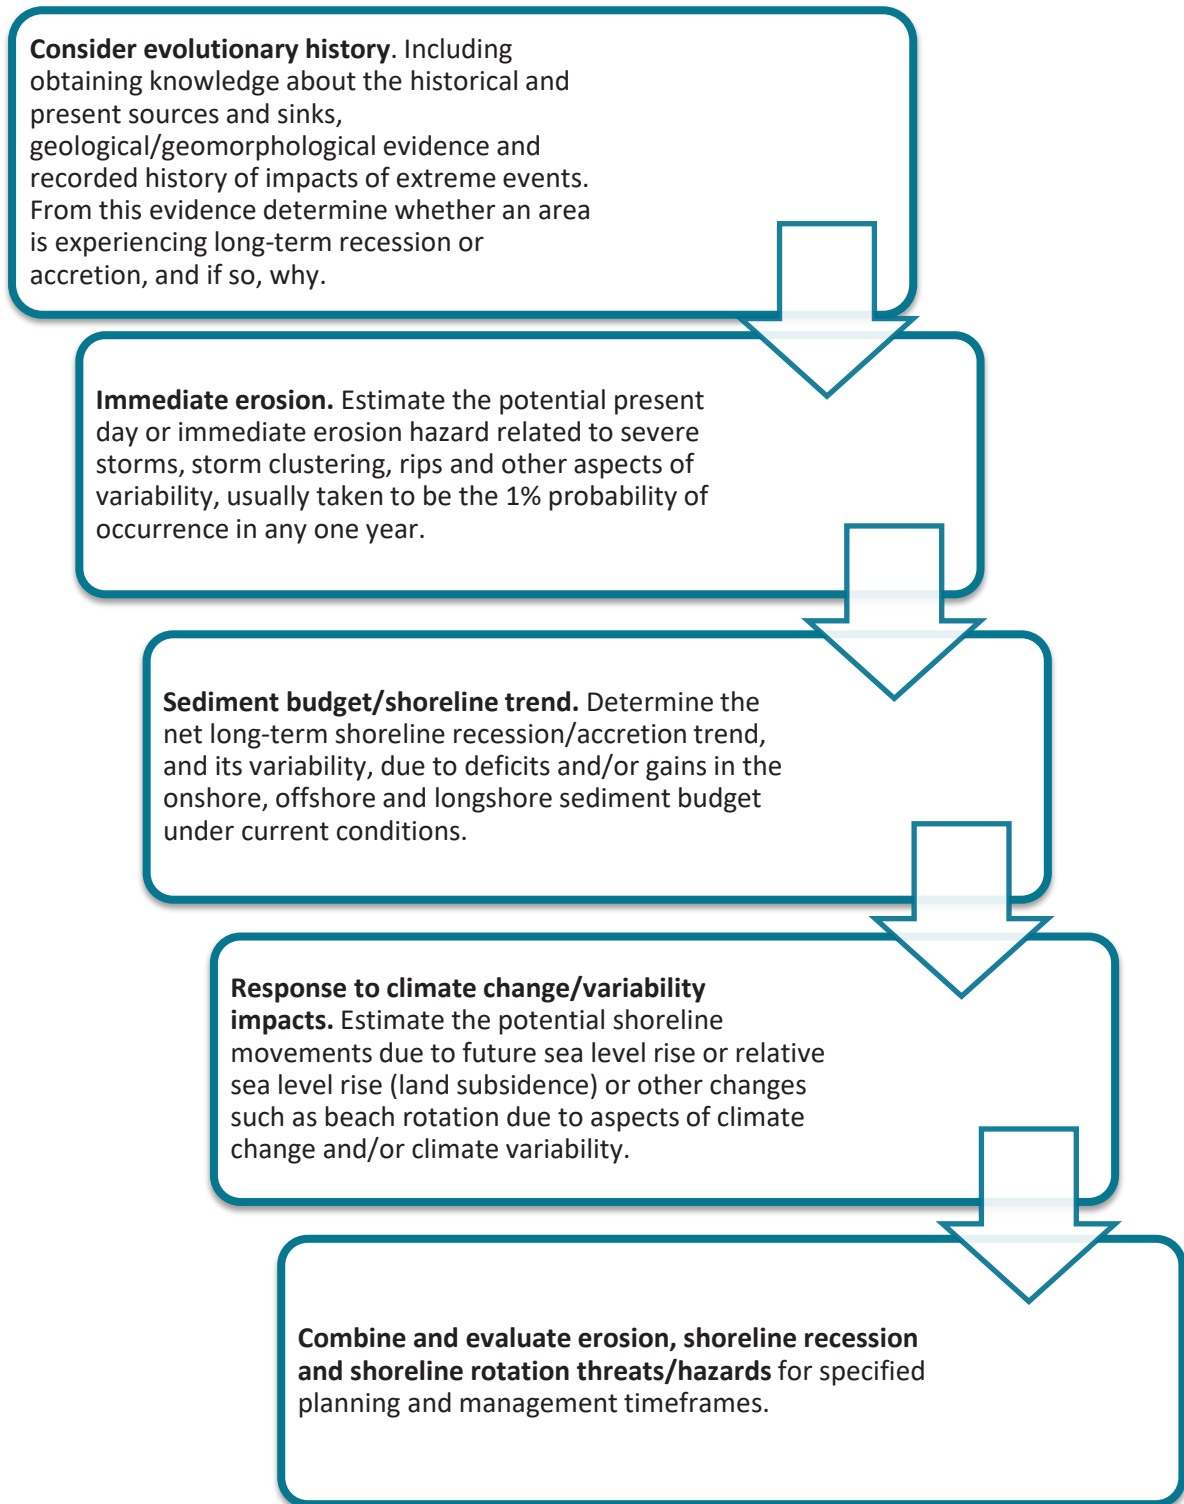 Consider evolutionary history. Including
obtaining knowledge about the historical and
present sources and sinks,
geological/geomorphological evidence and
recorded history of impacts of extreme events.
From this evidence determine whether an area
is experiencing long-term recession or
accretion, and if so, why.
Immediate erosion. Estimate the potential present
day or immediate erosion hazard related to severe
storms, storm clustering, rips and other aspects of
variability, usually taken to be the 1% probability of
occurrence in any one year.
Sediment budget/shoreline trend. Determine the
net long-term shoreline recession/accretion trend,
and its variability, due to deficits and/or gains in the
onshore, offshore and longshore sediment budget
under current conditions.
Response to climate change/variability
impacts. Estimate the potential shoreline
movements due to future sea level rise or relative
sea level rise (land subsidence) or other changes
such as beach rotation due to aspects of climate
change and/or climate variability.
Combine and evaluate erosion, shoreline recession
and shoreline rotation threats/hazards for specified
planning and management timeframes.